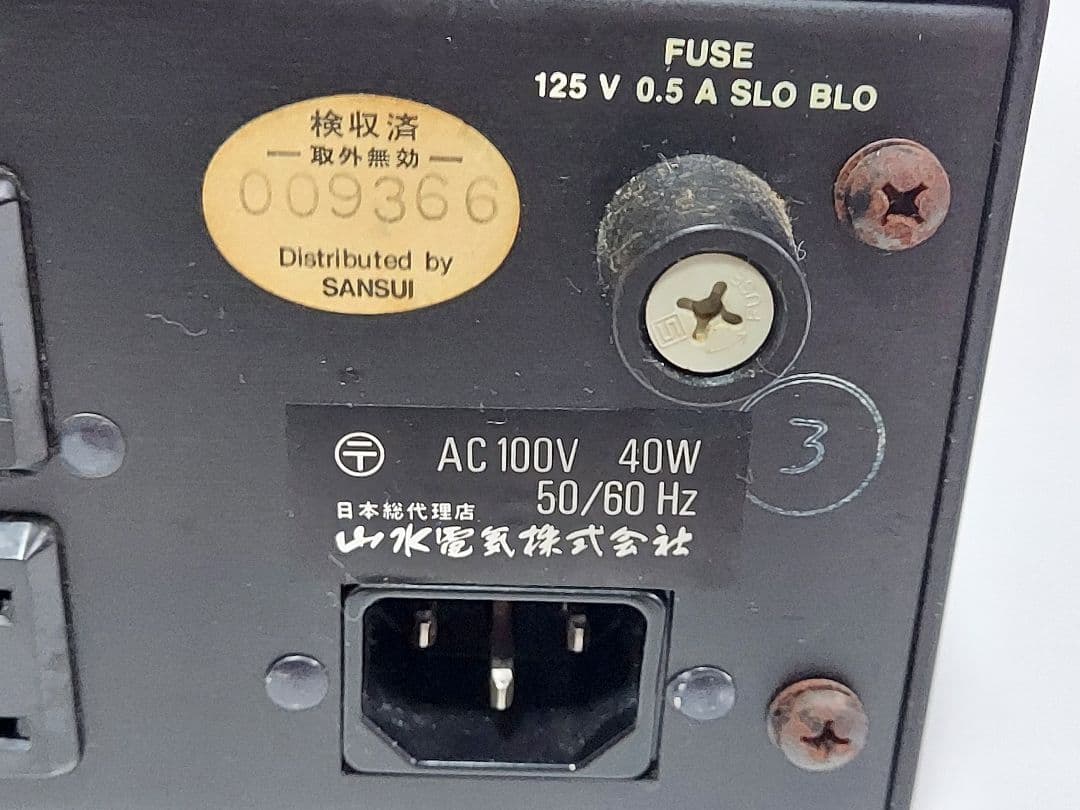 FUSE
125 V 0.5 A SLO BLO
検収済
取外無効
009366
Distributed by
SANSUI
FUSE
3
〶 AC 100V 40W
50/60 Hz
日本総代理店
山水電気株式会社